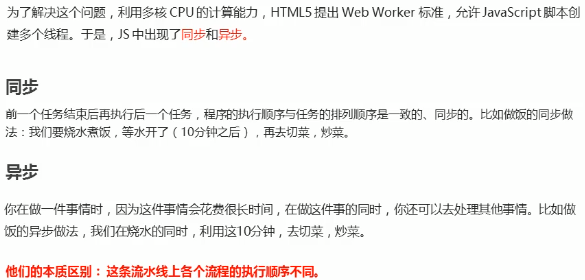 为了解决这个问题，利用多核 CPU 的计算能力，HTML5 提出 Web Worker 标准，允许 JavaScript 脚本创
建多个线程。于是，JS 中出现了同步和异步。
同步
前一个任务结束后再执行后一个任务，程序的执行顺序与任务的排列顺序是一致的、同步的。比如做饭的同步做
法：我们要烧水煮饭，等水开了（10分钟之后），再去切菜，炒菜。
异步
你在做一件事情时，因为这件事情会花费很长时间，在做这件事的同时，你还可以去处理其他事情。比如做
饭的异步做法，我们在烧水的同时，利用这10分钟，去切菜，炒菜。
他们的本质区别：这条流水线上各个流程的执行顺序不同。